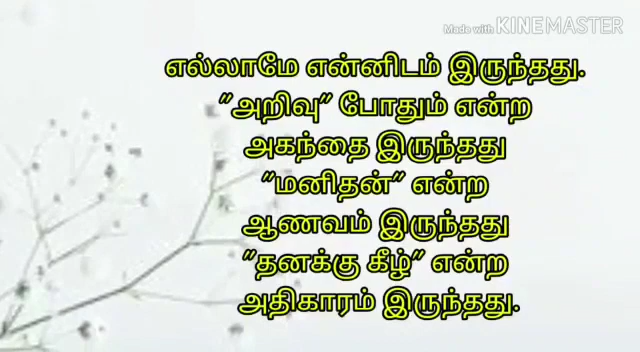 Made with KINEMASTER
எல்லாமே என்னிடம் இருந்தது.
"அறிவு" போதும் என்ற
அகந்தை இருந்தது
"மனிதன்" என்ற
ஆணவம் இருந்தது
"தனக்கு கீழ்" என்ற
அதிகாரம் இருந்தது.